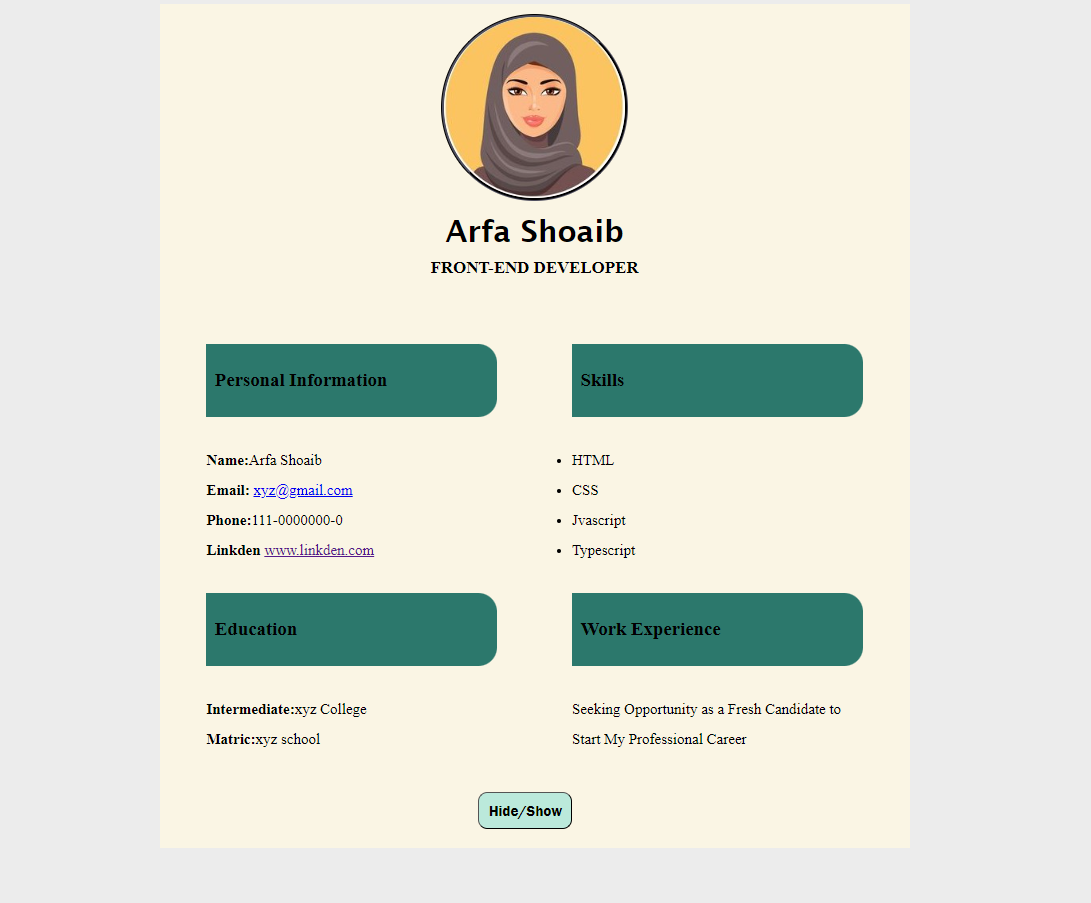 Arfa Shoaib
FRONT-END DEVELOPER
Personal Information
Name:Arfa Shoaib
Email: xyz@gmail.com
Phone:111-0000000-0
Linkden www.linkden.com
Skills
HTML
CSS
Jvascript
Typescript
Education
Intermediate:xyz College
Matric:xyz school
Work Experience
Seeking Opportunity as a Fresh Candidate to
Start My Professional Career
Hide/Show